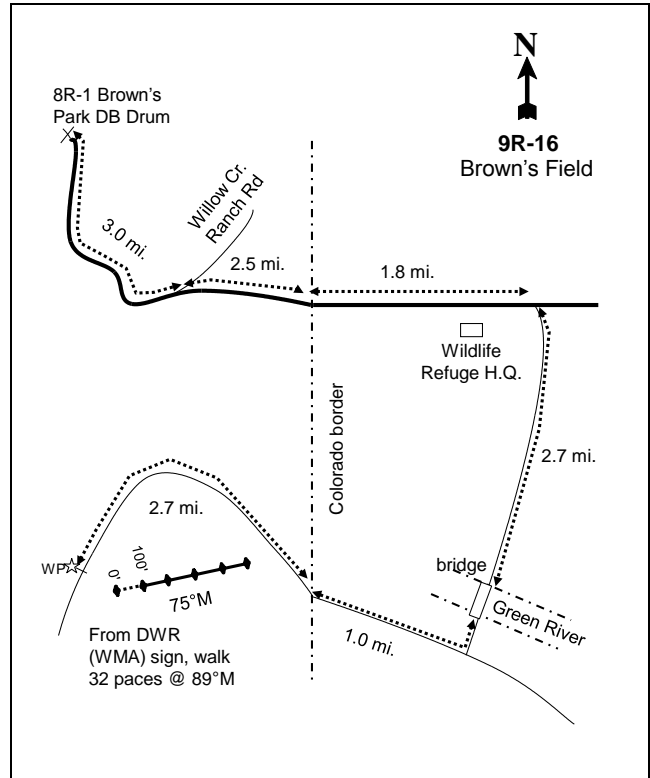 N
9R-16
Brown's Field
8R-1 Brown's
Park DB Drum
Willow Cr.
Ranch Rd
3.0 mi.
2.5 mi.
1.8 mi.
Wildlife
Refuge H.Q.
Colorado border
2.7 mi.
2.7 mi.
bridge
Green River
WP
0'
100'
75°M
1.0 mi.
From DWR
(WMA) sign, walk
32 paces @ 89°M